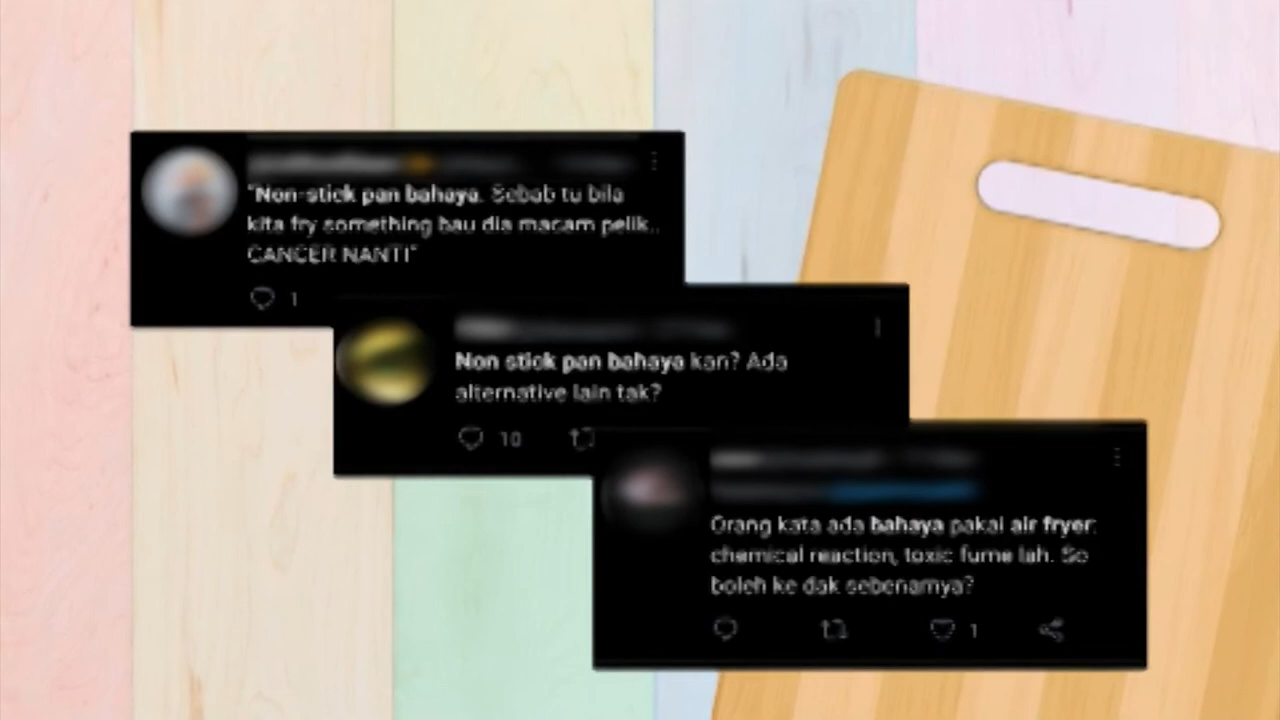 "Non-stick pan bahaya. Sebab tu bila
kita fry something bau dia macam pelik..
CANCER NANTI"
1
Non stick pan bahaya kan? Ada
alternative lain tak?
10
Orang kata ada bahaya pakai air fryer:
chemical reaction, toxic fume lah. So
boleh ke dak sebenarnya?
1